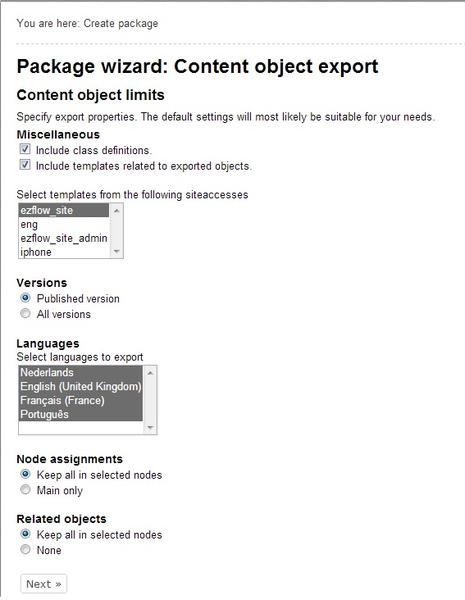 You are here: Create package
Package wizard: Content object export
Content object limits
Specify export properties. The default settings will most likely be suitable for your needs.
Miscellaneous
Include class definitions.
Include templates related to exported objects.
Select templates from the following siteaccesses
ezflow_site
eng
ezflow_site_admin
iphone
Versions
Published version
All versions
Languages
Select languages to export
Nederlands
English (United Kingdom)
Français (France)
Português
Node assignments
Keep all in selected nodes
Main only
Related objects
Keep all in selected nodes
None
Next »